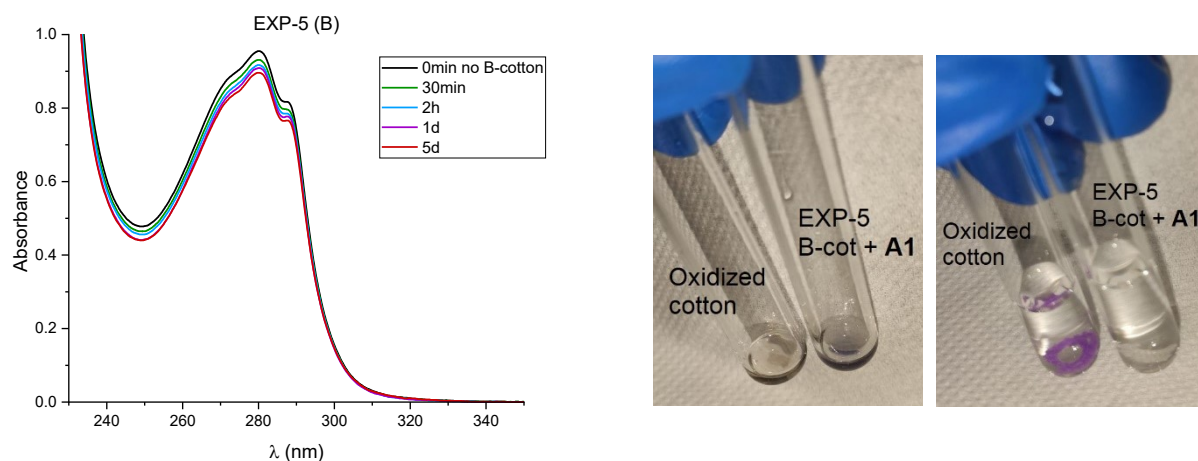 EXP-5 (B)
1.0
0.8
0.6
0.4
0.2
0.0
Absorbance
240
260
280
300
320
340
λ (nm)
0min no B-cotton
30min
2h
1d
5d
EXP-5
B-cot + A1
Oxidized
cotton
EXP-5
B-cot + A1
Oxidized
cotton